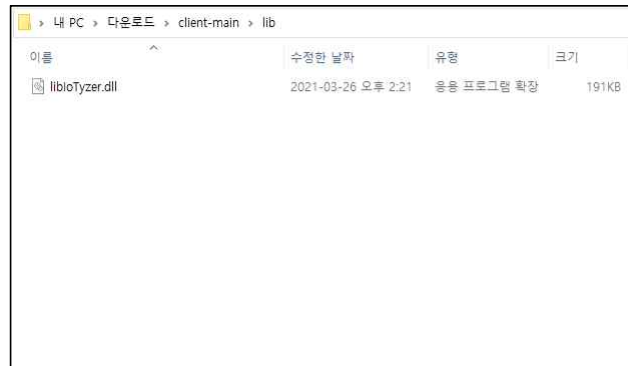 > 내 PC > 다운로드 > client-main > lib
이름 수정한 날짜 유형 크기
libioTyzer.dll 2021-03-26 오후 2:21 응용 프로그램 확장 191KB